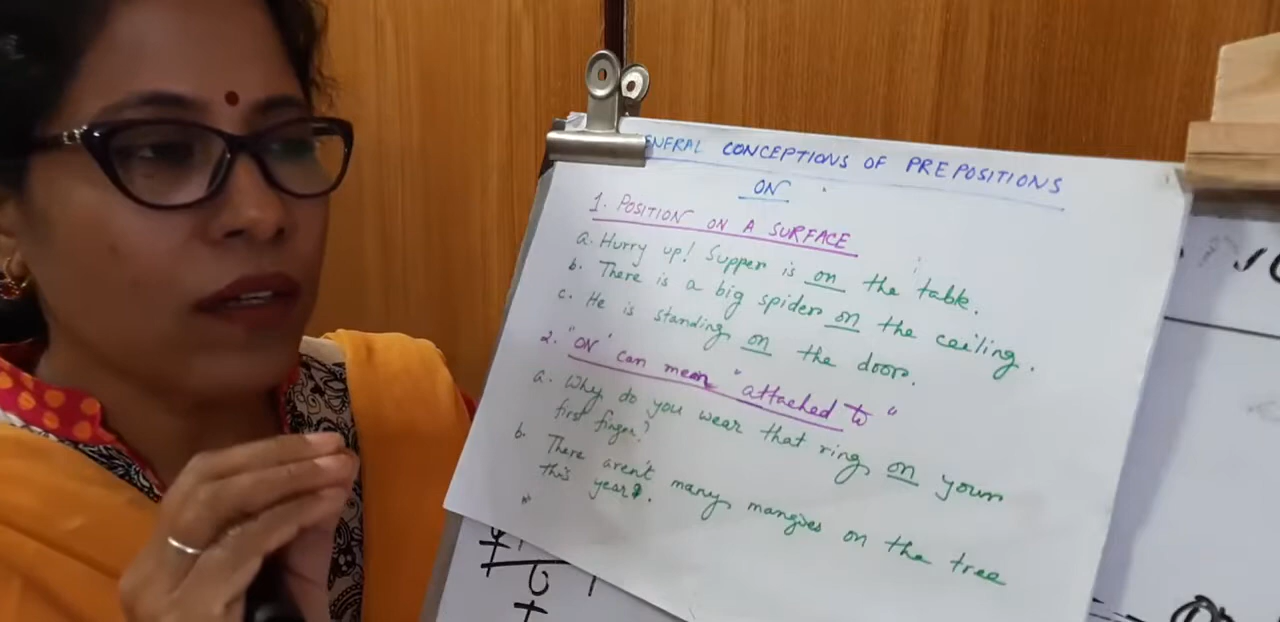 ENERAL CONCEPTIONS OF PREPOSITIONS
ON
1. POSITION ON A SURFACE
a. Hurry up! Supper is on the table.
b. There is a big spider on the ceiling.
c. He is standing on the door.
2. "ON" can mean "attached to"
a. Why do you wear that ring on your
first finger?
b. There aren't many mangoes on the tree
this year.